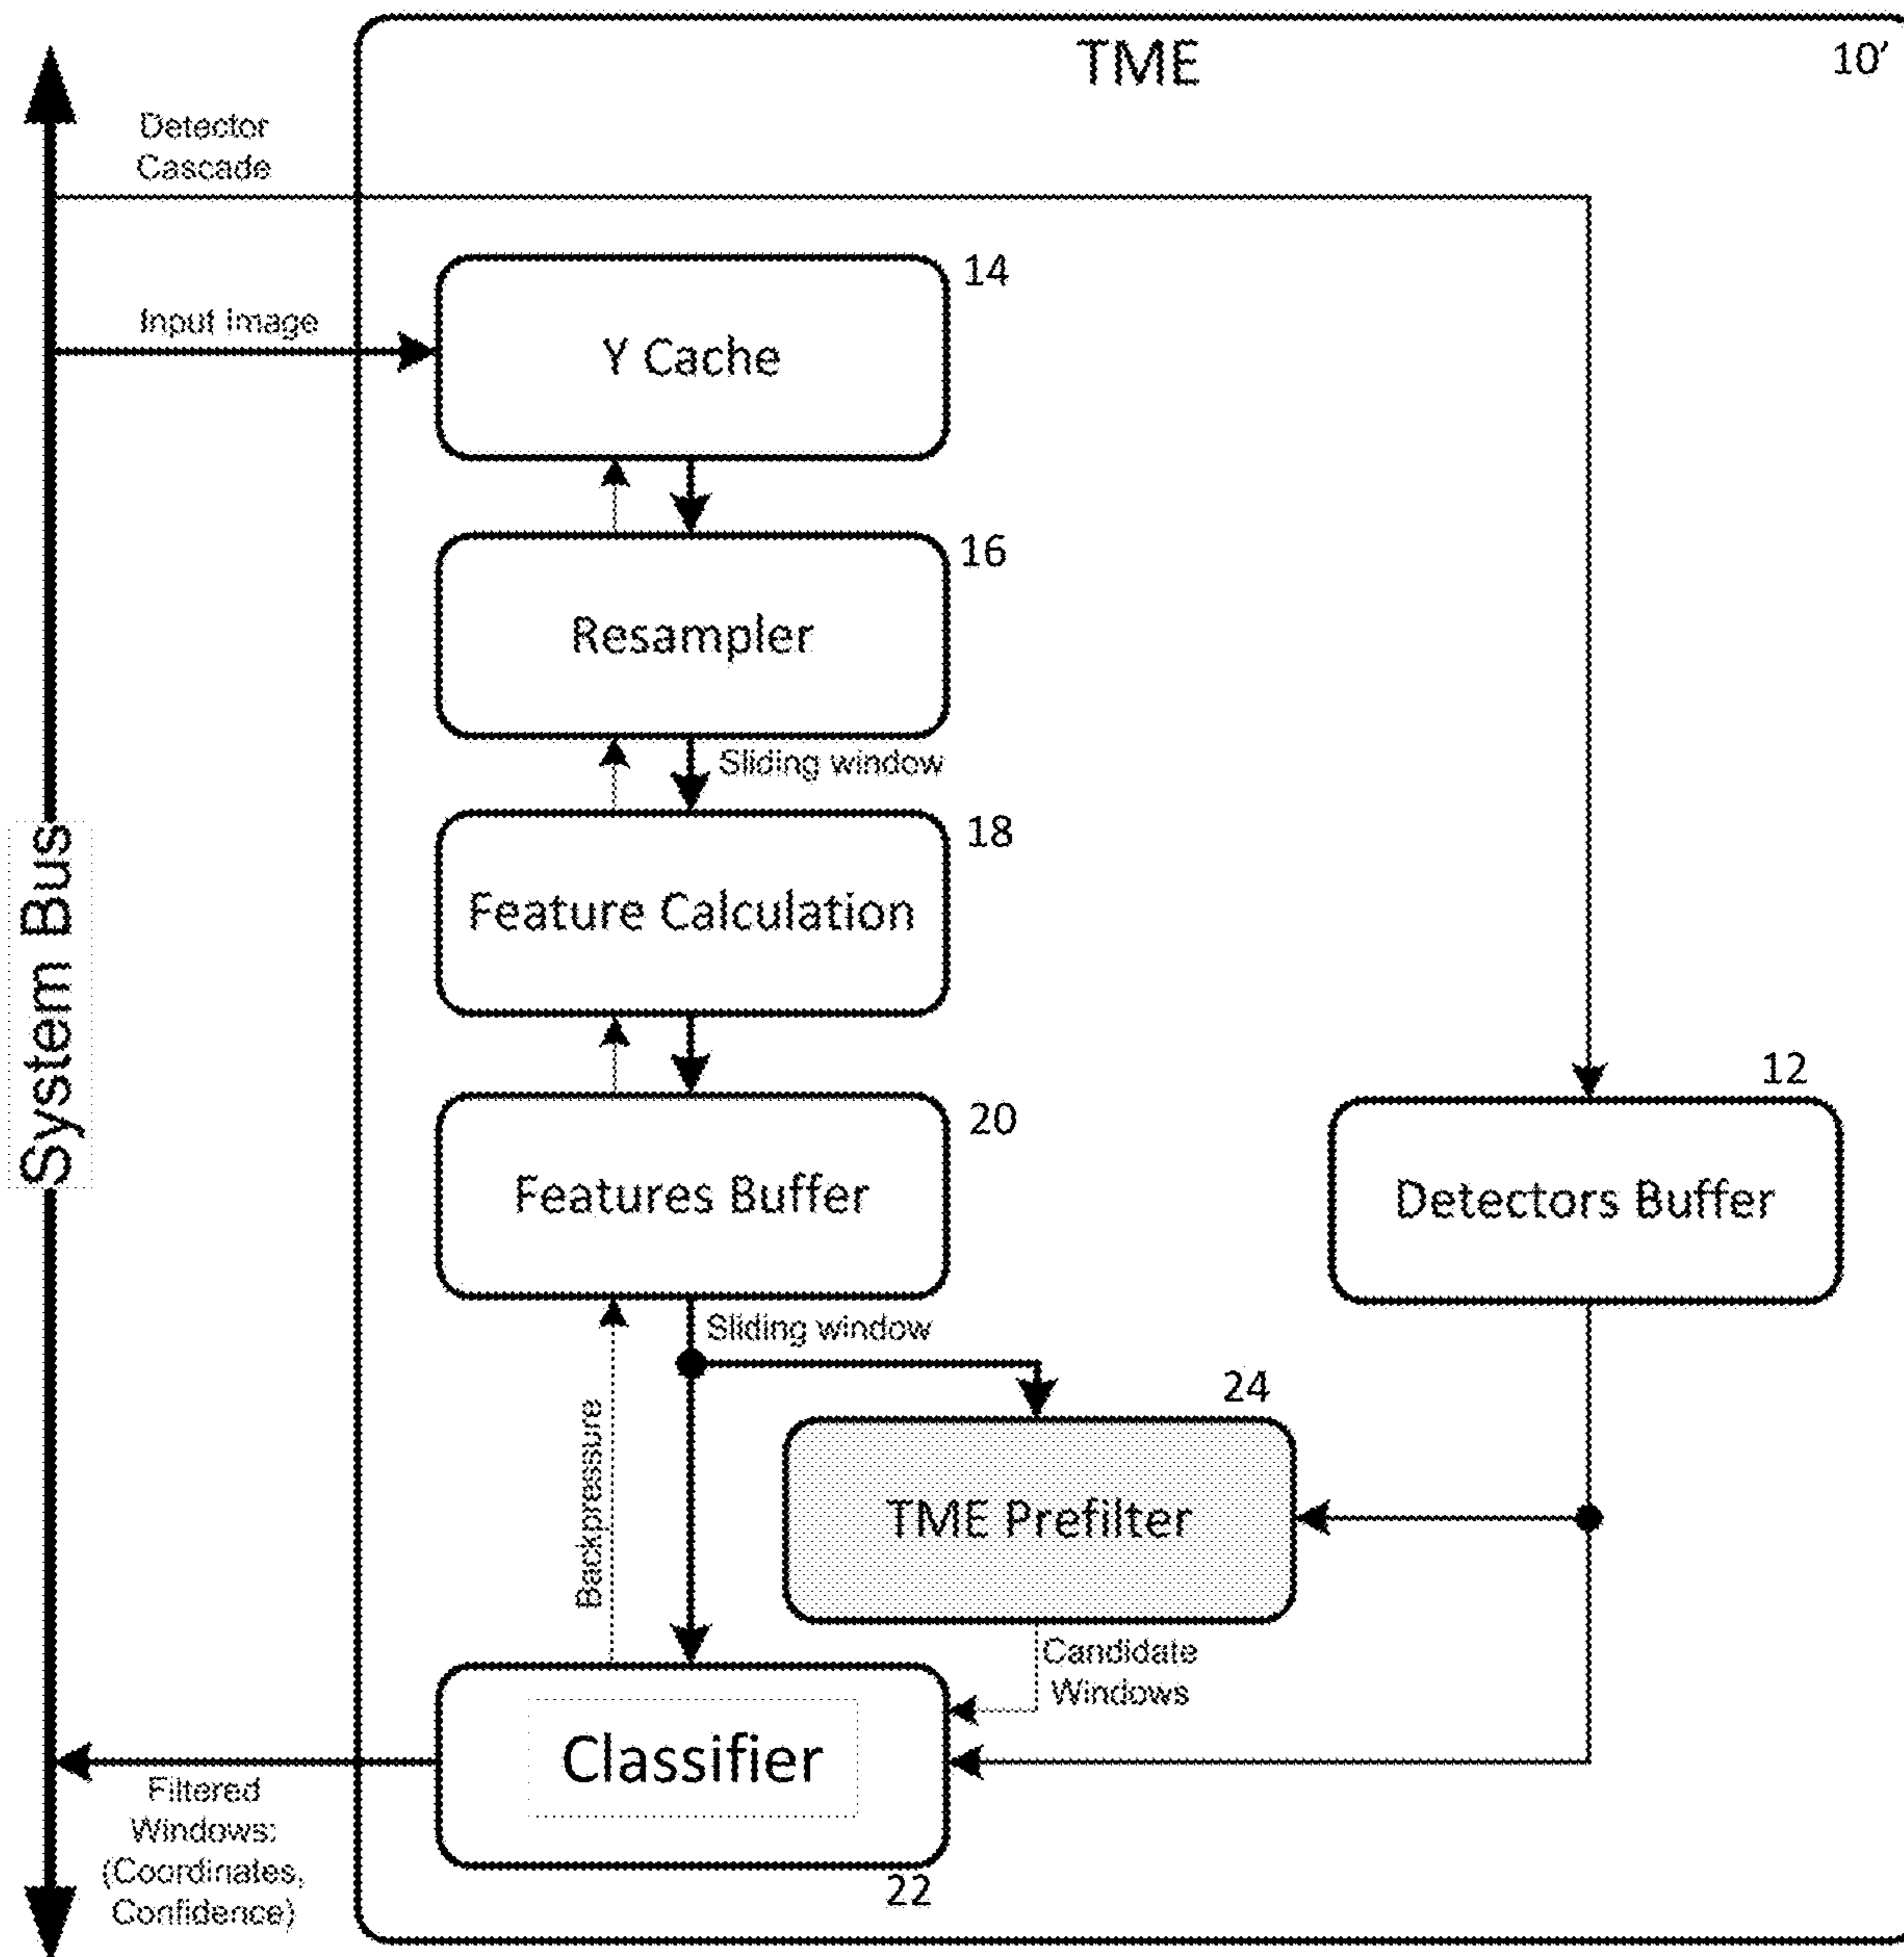 TME
10'
Detector
Cascade
14
Input Image
Y Cache
16
Resampler
Sliding window
18
Feature Calculation
System Bus
12
20
Features Buffer
Detectors Buffer
Sliding window
24
Backpressure
TME Prefilter
Candidate
Windows
Classifier
Filtered
Windows:
(Coordinates,
Confidence)
22